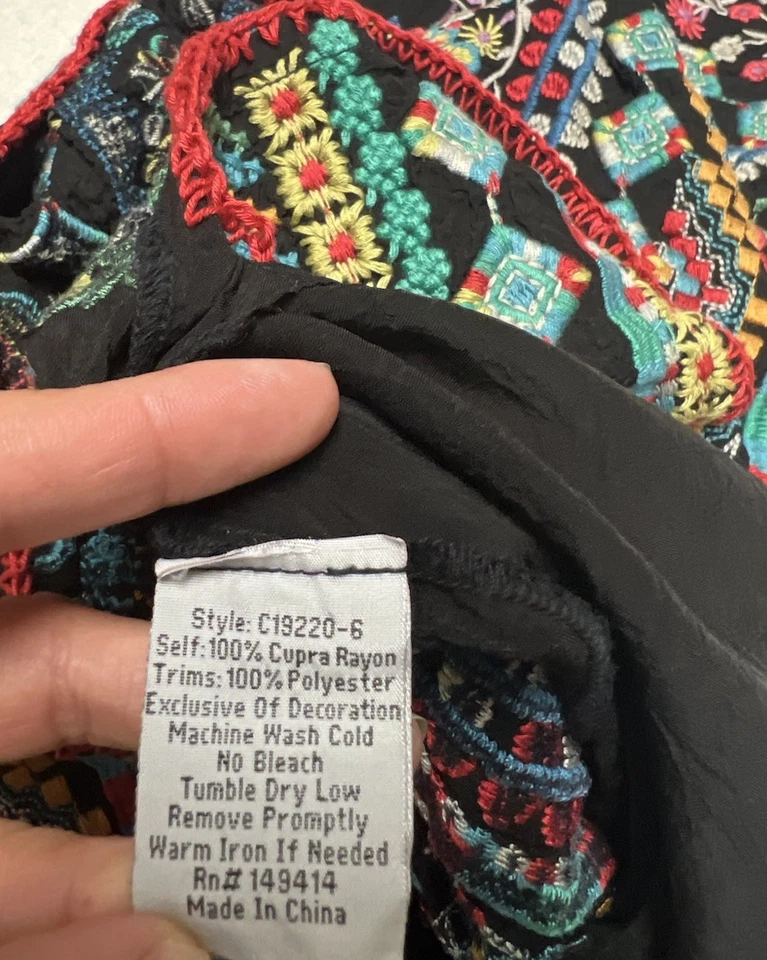 Style: C19220-6
Self: 100% Cupra Rayon
Trims: 100% Polyester
Exclusive Of Decoration
Machine Wash Cold
No Bleach
Tumble Dry Low
Remove Promptly
Warm Iron If Needed
Rn# 149414
Made In China